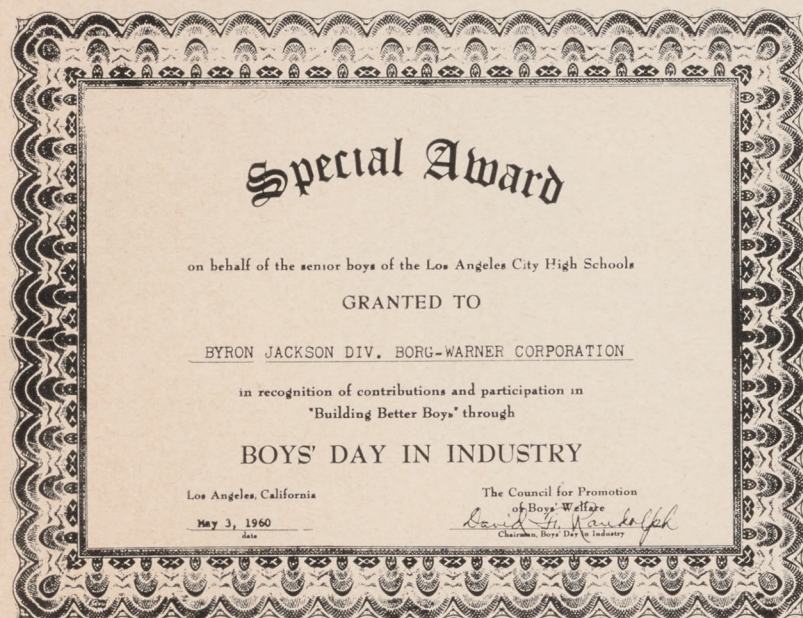 Special Award
on behalf of the senior boys of the Los Angeles City High Schools
GRANTED TO
BYRON JACKSON DIV. BORG-WARNER CORPORATION
in recognition of contributions and participation in
"Building Better Boys" through
BOYS' DAY IN INDUSTRY
Los Angeles, California
May 3, 1960
date
The Council for Promotion
of Boys' Welfare
David H. Randolph
Chairman, Boys' Day in Industry